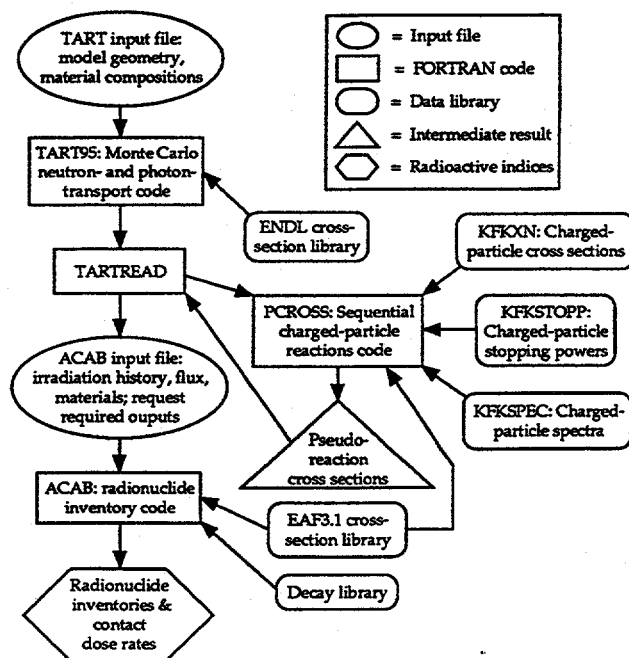 TART input file:
model geometry,
material compositions
= Input file
= FORTRAN code
= Data library
= Intermediate result
= Radioactive indices
TART95: Monte Carlo
neutron- and photon-
transport code
ENDL cross-
section library
KFKXN: Charged-
particle cross sections
TARTREAD
PCROSS: Sequential
charged-particle
reactions code
KFKSTOPP:
Charged-particle
stopping powers
ACAB input file:
irradiation history, flux,
materials; request
required ouputs
KFKSPEC: Charged-
particle spectra
Pseudo-
reaction
cross sections
ACAB: radionuclide
inventory code
EAF3.1 cross-
section library
Decay library
Radionuclide
inventories &
contact
dose rates